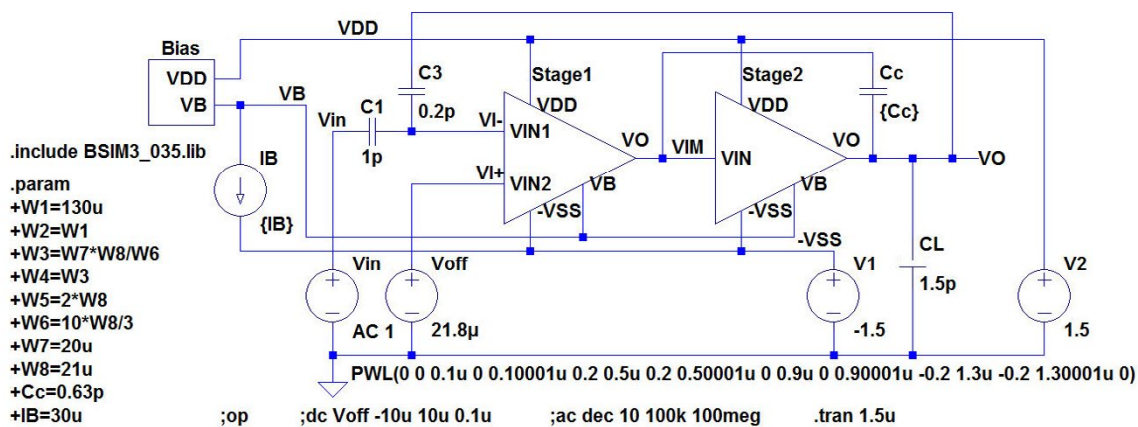 VDD
Bias
VDD
VB
VB
C3
0.2p
C1
1p
Vin
VI-
VI+
Stage1
VDD
VIN1
VIN2
VO
VB
-VSS
VIM
Stage2
VDD
VIN
VO
VB
-VSS
Cc
{Cc}
VO
IB
{IB}
-VSS
CL
1.5p
Vin
AC 1
Voff
21.8µ
V1
-1.5
V2
1.5
PWL(0 0 0.1u 0 0.10001u 0.2 0.5u 0.2 0.50001u 0 0.9u 0 0.90001u -0.2 1.3u -0.2 1.30001u 0)
.include BSIM3_035.lib
.param
+W1=130u
+W2=W1
+W3=W7*W8/W6
+W4=W3
+W5=2*W8
+W6=10*W8/3
+W7=20u
+W8=21u
+Cc=0.63p
+IB=30u
;op
;dc Voff -10u 10u 0.1u
;ac dec 10 100k 100meg
.tran 1.5u